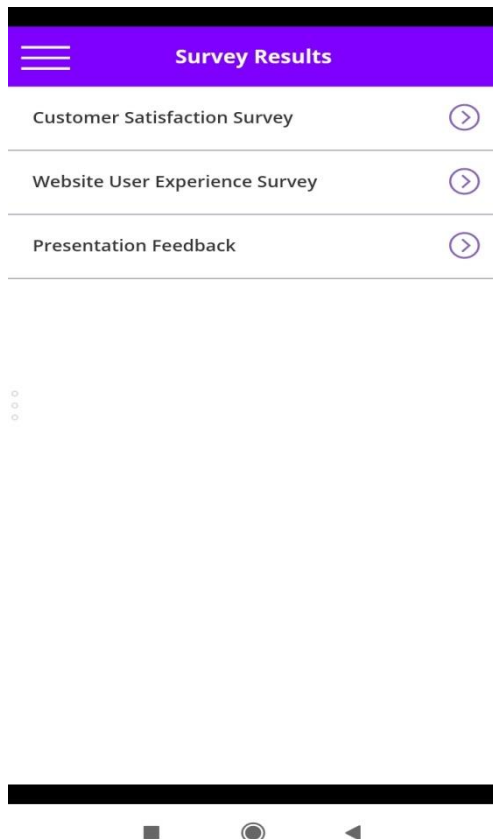 Survey Results
Customer Satisfaction Survey
Website User Experience Survey
Presentation Feedback